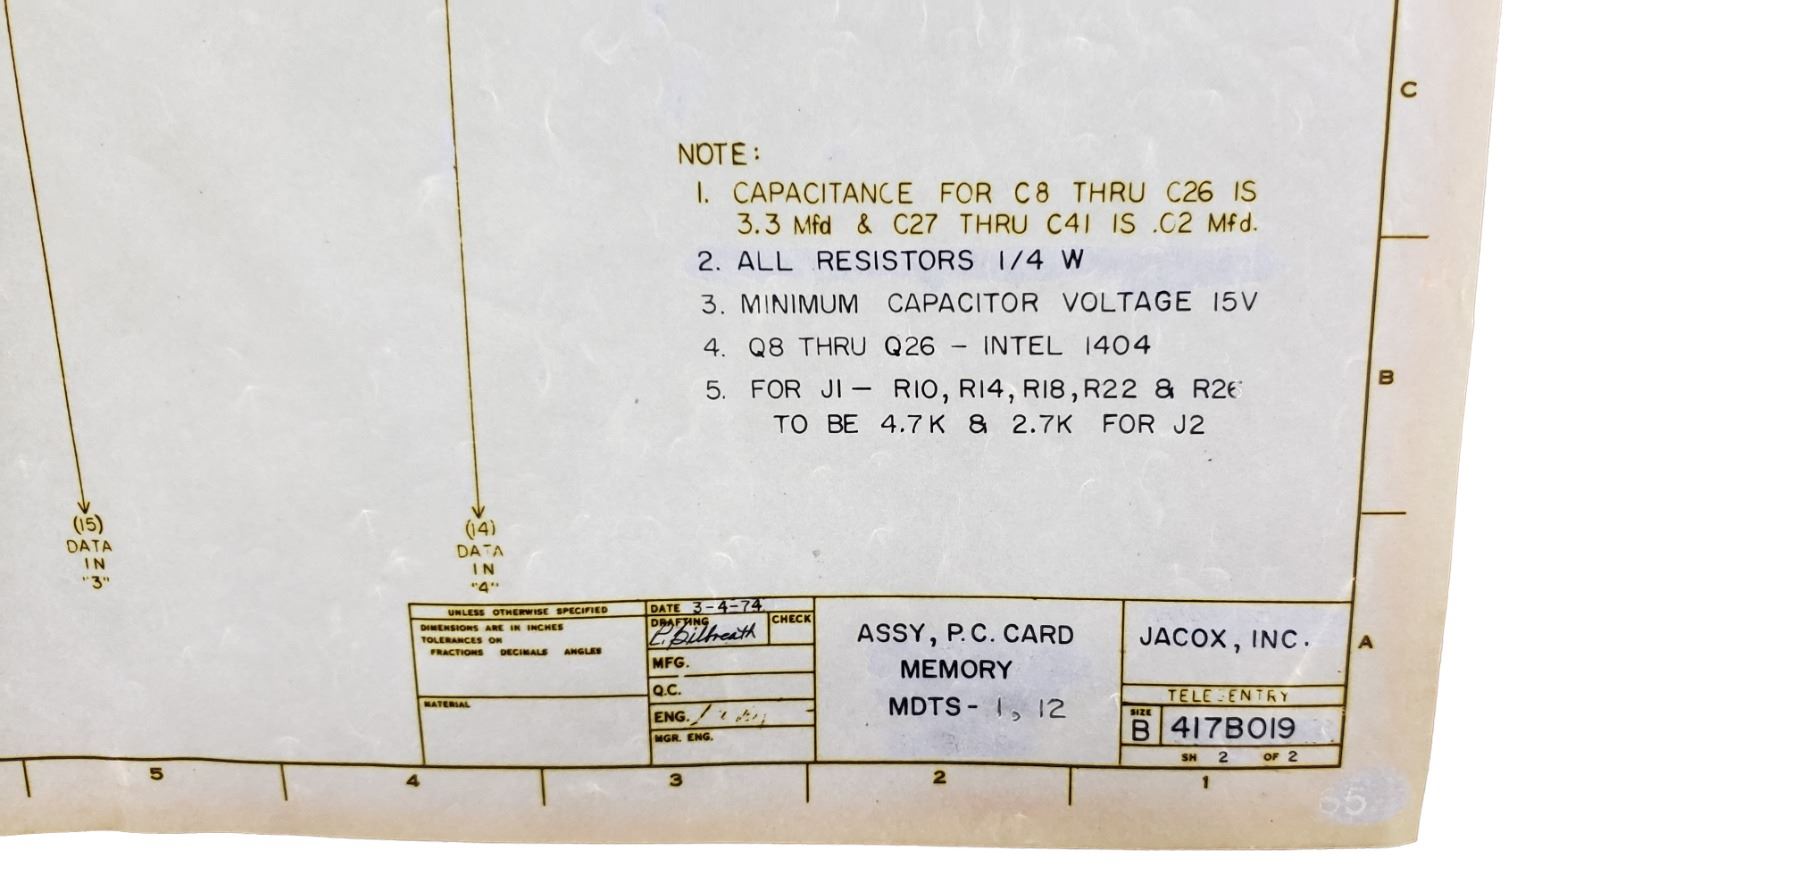 C
NOTE:
1. CAPACITANCE FOR C8 THRU C26 IS
3.3 Mfd & C27 THRU C41 IS .02 Mfd.
2. ALL RESISTORS 1/4 W
3. MINIMUM CAPACITOR VOLTAGE 15V
4. Q8 THRU Q26 - INTEL 1404
B
5. FOR J1 - R10, R14, R18, R22 & R26
TO BE 4.7K & 2.7K FOR J2
(15)
DATA
IN
"3"
(14)
DATA
IN
"4"
UNLESS OTHERWISE SPECIFIED
DIMENSIONS ARE IN INCHES
TOLERANCES ON
FRACTIONS DECIMALS ANGLES
MATERIAL
DATE 3-4-74
DRAFTING
CHECK
MFG.
Q.C.
ENG.
MGR. ENG.
ASSY, P.C. CARD
MEMORY
MDTS- 1, 12
JACOX, INC.
A
SIZE
B 417B019
SH 2 OF 2
5 4 3 2 1